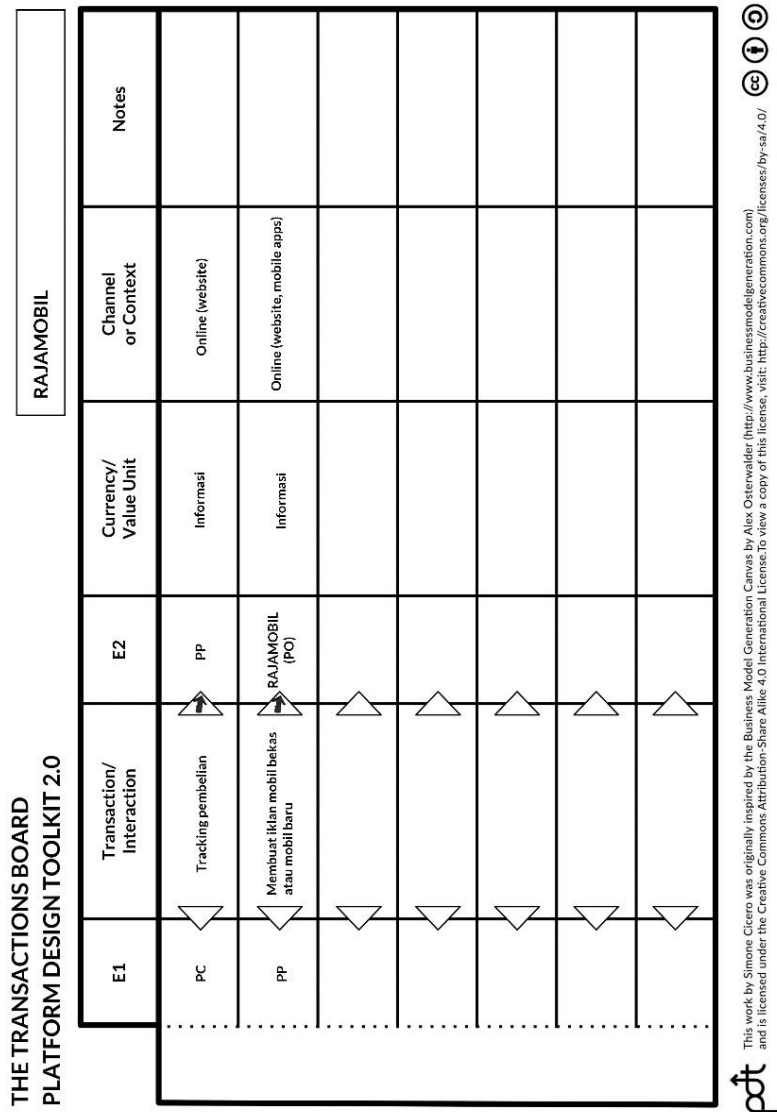 THE TRANSACTIONS BOARD
PLATFORM DESIGN TOOLKIT 2.0
RAJAMOBIL
E1
Transaction/
Interaction
E2
Currency/
Value Unit
Channel
or Context
Notes
PC
Tracking pembelian
PP
Informasi
Online (website)
PP
Membuat iklan mobil bekas
atau mobil baru
RAJAMOBIL
(PO)
Informasi
Online (website, mobile apps)
pdt
This work by Simone Cicero was originally inspired by the Business Model Generation Canvas by Alex Osterwalder (http://www.businessmodelgeneration.com)
and is licensed under the Creative Commons Attribution-Share Alike 4.0 International License.To view a copy of this license, visit: http://creativecommons.org/licenses/by-sa/4.0/
cc